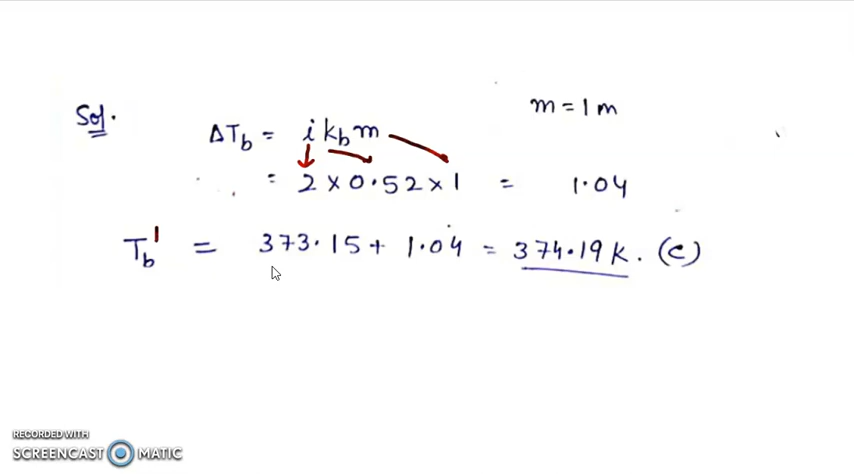 Sol.
m = 1 m
ΔTb = i kb m
= 2 × 0.52 × 1 = 1.04
Tb' = 373.15 + 1.04 = 374.19 K. (c)
RECORDED WITH
SCREENCAST MATIC